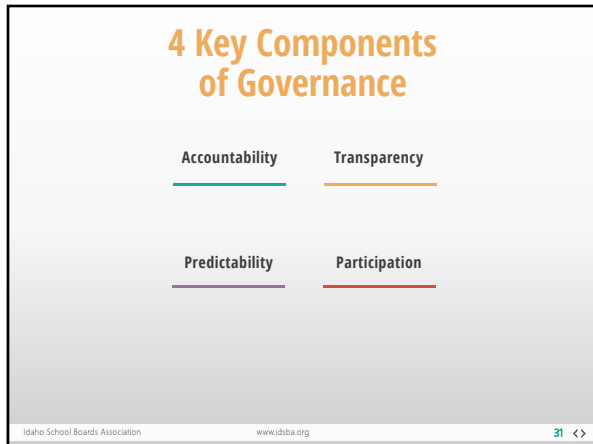 4 Key Components
of Governance
Accountability Transparency
Predictability Participation
Idaho School Boards Association www.idsba.org 31 <>